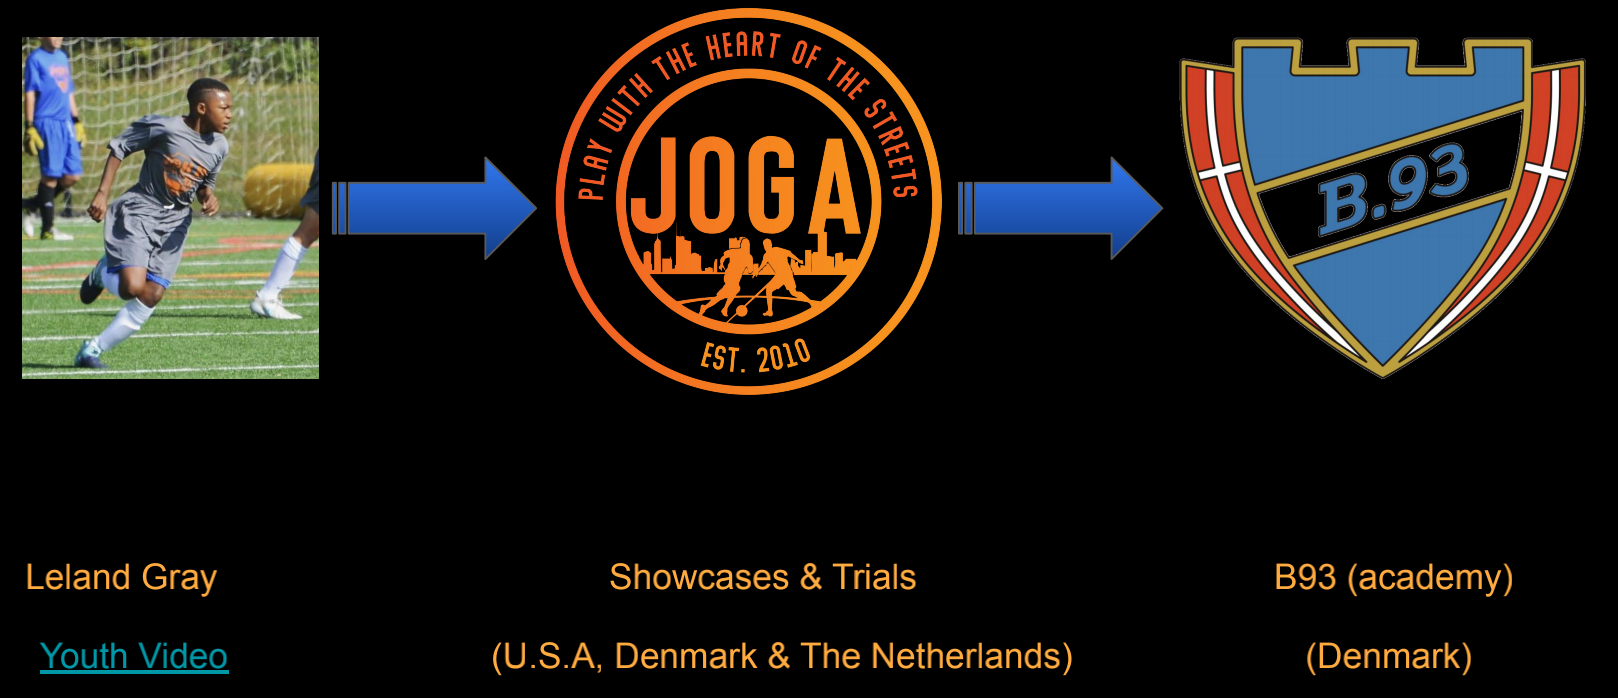 PLAY WITH THE HEART OF THE STREETS
JOGA
EST. 2010
B.93
Leland Gray
Showcases & Trials
B93 (academy)
Youth Video
(U.S.A, Denmark & The Netherlands)
(Denmark)